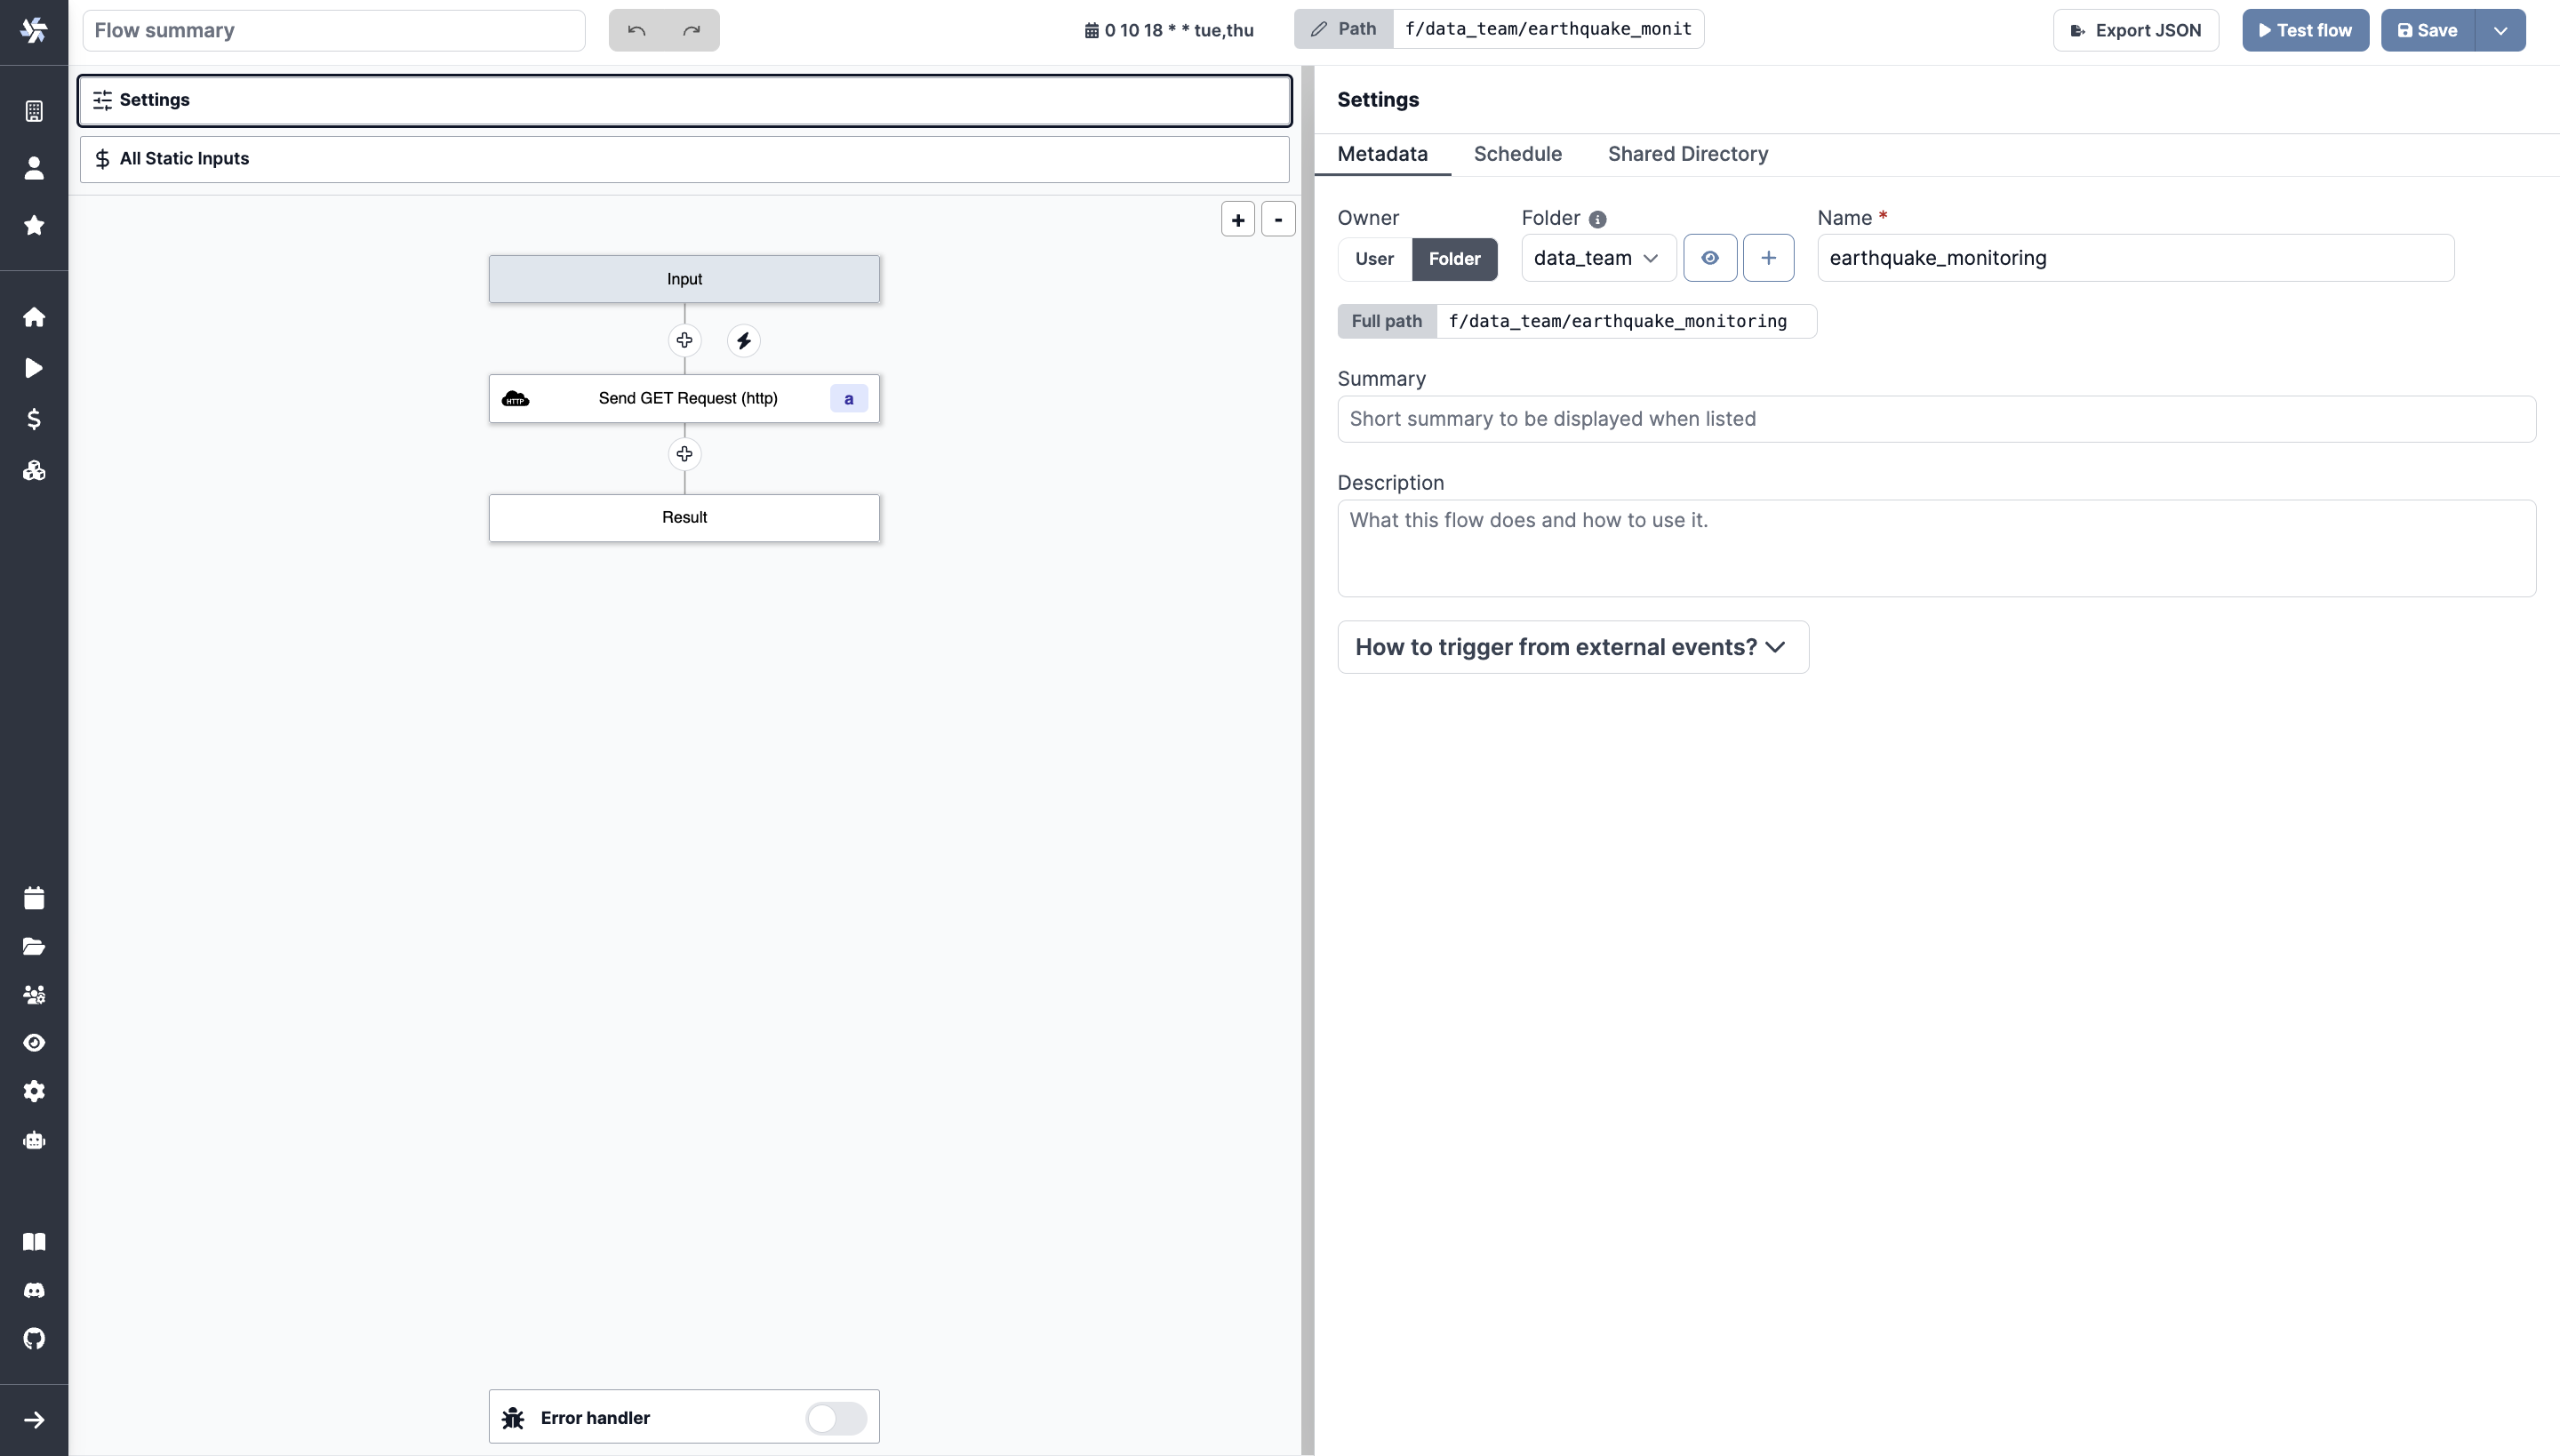 Flow summary
0 10 18 * * tue,thu
Path
f/data_team/earthquake_monit
Export JSON
Test flow
Save
Settings
All Static Inputs
+
-
Input
HTTP
Send GET Request (http)
a
Result
Error handler
Settings
Metadata
Schedule
Shared Directory
Owner
Folder
Name *
User
Folder
data_team
earthquake_monitoring
Full path
f/data_team/earthquake_monitoring
Summary
Short summary to be displayed when listed
Description
What this flow does and how to use it.
How to trigger from external events?